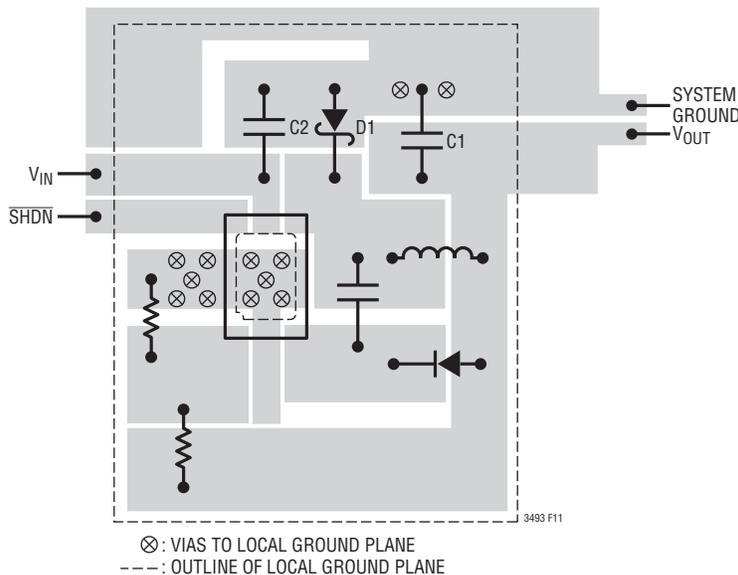 SYSTEM
GROUND
C2
D1
C1
VOUT
VIN
SHDN
3493 F11
⊗: VIAS TO LOCAL GROUND PLANE
---: OUTLINE OF LOCAL GROUND PLANE